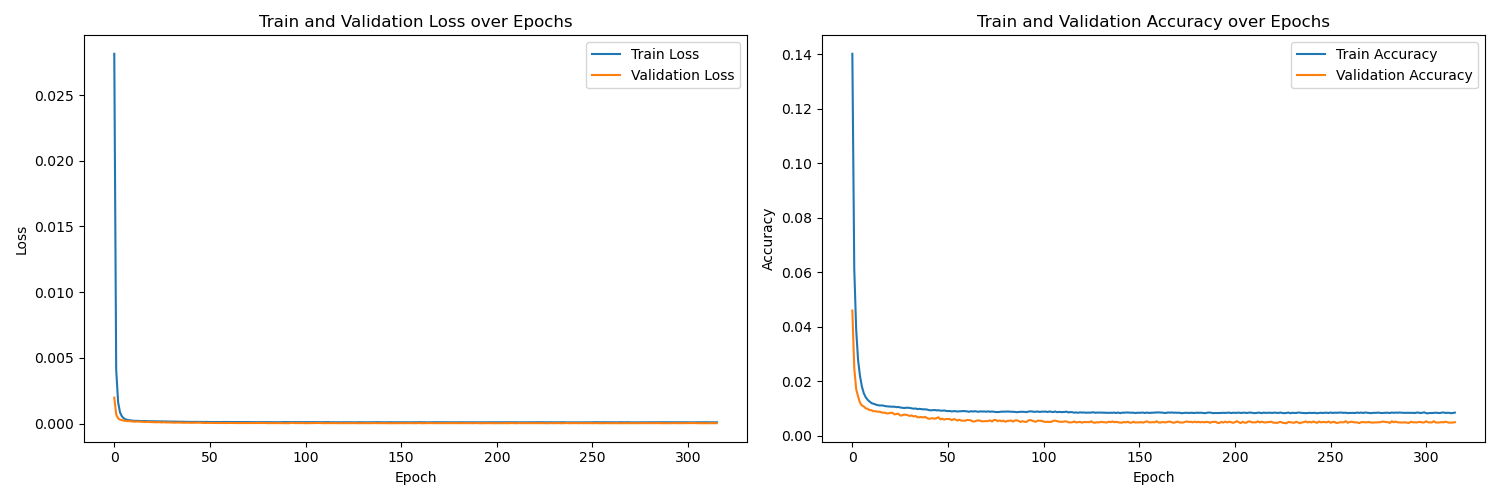 Train and Validation Loss over Epochs
Train Loss
Validation Loss
0.025
0.020
0.015
0.010
0.005
0.000
Loss
0 50 100 150 200 250 300
Epoch
Train and Validation Accuracy over Epochs
Train Accuracy
Validation Accuracy
0.14
0.12
0.10
0.08
0.06
0.04
0.02
0.00
Accuracy
0 50 100 150 200 250 300
Epoch